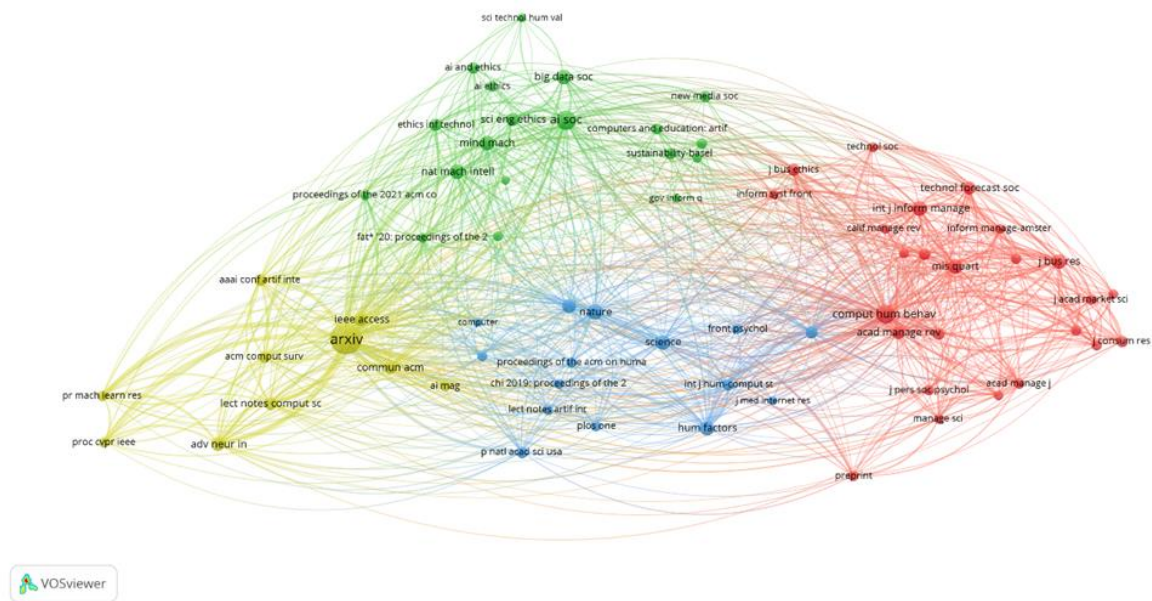 sci technol hum val
ai and ethics
big data soc
ai ethics
new media soc
sci eng ethics
ai soc
ethics inf technol
computers and education: artif
mind mach
technol soc
sustainability-basel
nat mach intell
j bus ethics
technol forecast soc
proceedings of the 2021 acm co
inform syst front
gov inform q
int j inform manage
calif manage rev
inform manage-amster
fat* '20: proceedings of the 2
j bus res
mis quart
aaai conf artif inte
j acad market sci
nature
comput hum behav
ieee access
computer
front psychol
acad manage rev
arxiv
science
j consum res
acm comput surv
proceedings of the acm on huma
commun acm
ai mag
chi 2019: proceedings of the 2
int j hum-comput st
acad manage j
j pers soc psychol
pr mach learn res
j med internet res
lect notes comput sc
lect notes artif int
manage sci
plos one
hum factors
proc cvpr ieee
adv neur in
p natl acad sci usa
preprint
VOSviewer